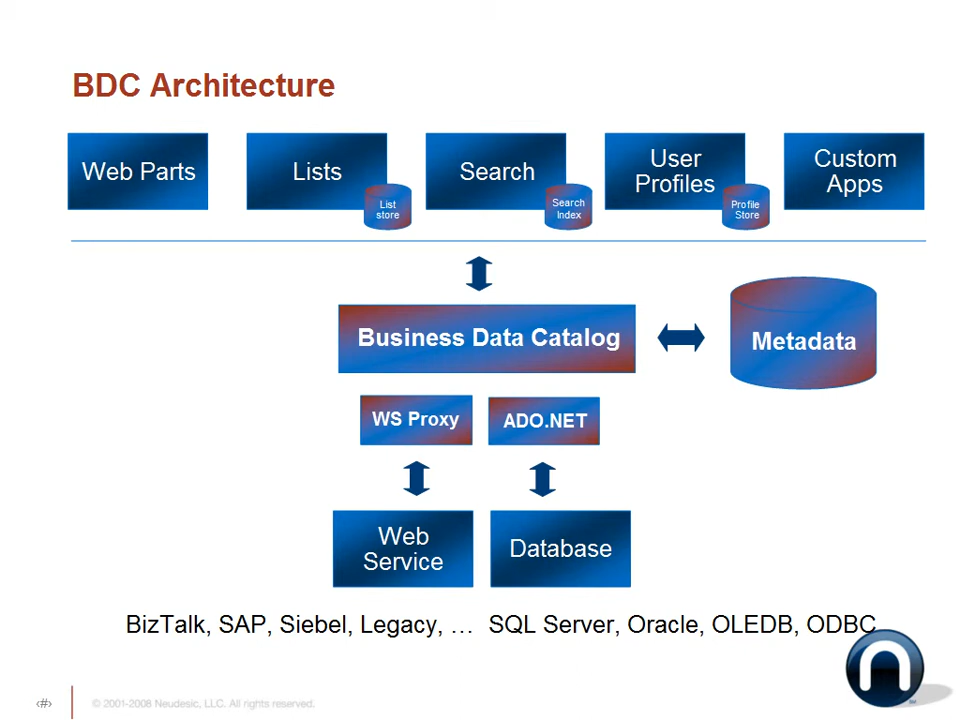 BDC Architecture
Web Parts
Lists
List
store
Search
Search
Index
User
Profiles
Profile
Store
Custom
Apps
Business Data Catalog
Metadata
WS Proxy
ADO.NET
Web
Service
Database
BizTalk, SAP, Siebel, Legacy, …
SQL Server, Oracle, OLEDB, ODBC
n
SM
‹#›
© 2001-2008 Neudesic, LLC. All rights reserved.